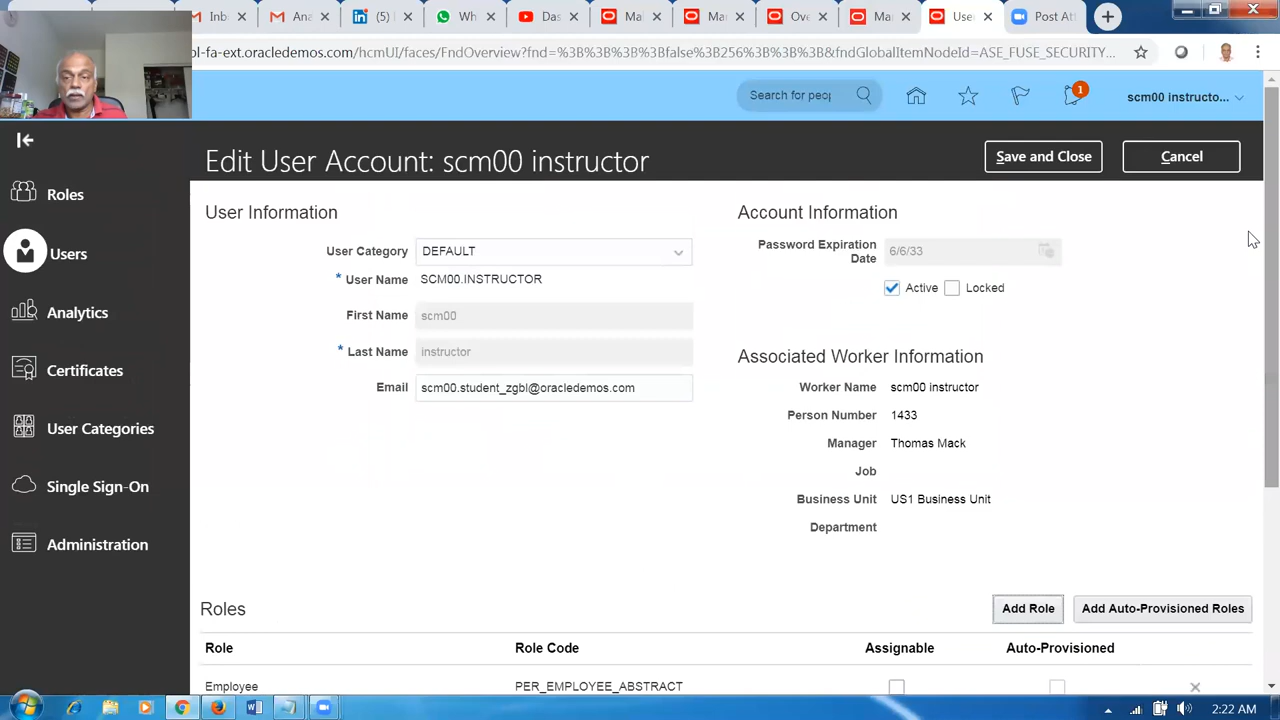 Inb
Ana
(5)
Wh
Da
Ma
Ma
Ov
Ma
Use
Post Att
ol-fa-ext.oracledemos.com/hcmUI/faces/FndOverview?fnd=%3B%3B%3B%3Bfalse%3B256%3B%3B%3B&fndGlobalItemNodeId=ASE_FUSE_SECURITY...
Search for peop
1
scm00 instructo...
Edit User Account: scm00 instructor
Save and Close
Cancel
Roles
Users
Analytics
Certificates
User Categories
Single Sign-On
Administration
User Information
User Category DEFAULT
* User Name SCM00.INSTRUCTOR
First Name scm00
* Last Name instructor
Email scm00.student_zgbl@oracledemos.com
Account Information
Password Expiration
Date
6/6/33
Active Locked
Associated Worker Information
Worker Name scm00 instructor
Person Number 1433
Manager Thomas Mack
Job
Business Unit US1 Business Unit
Department
Roles
Add Role
Add Auto-Provisioned Roles
Role Role Code Assignable Auto-Provisioned
Employee PER_EMPLOYEE_ABSTRACT
2:22 AM